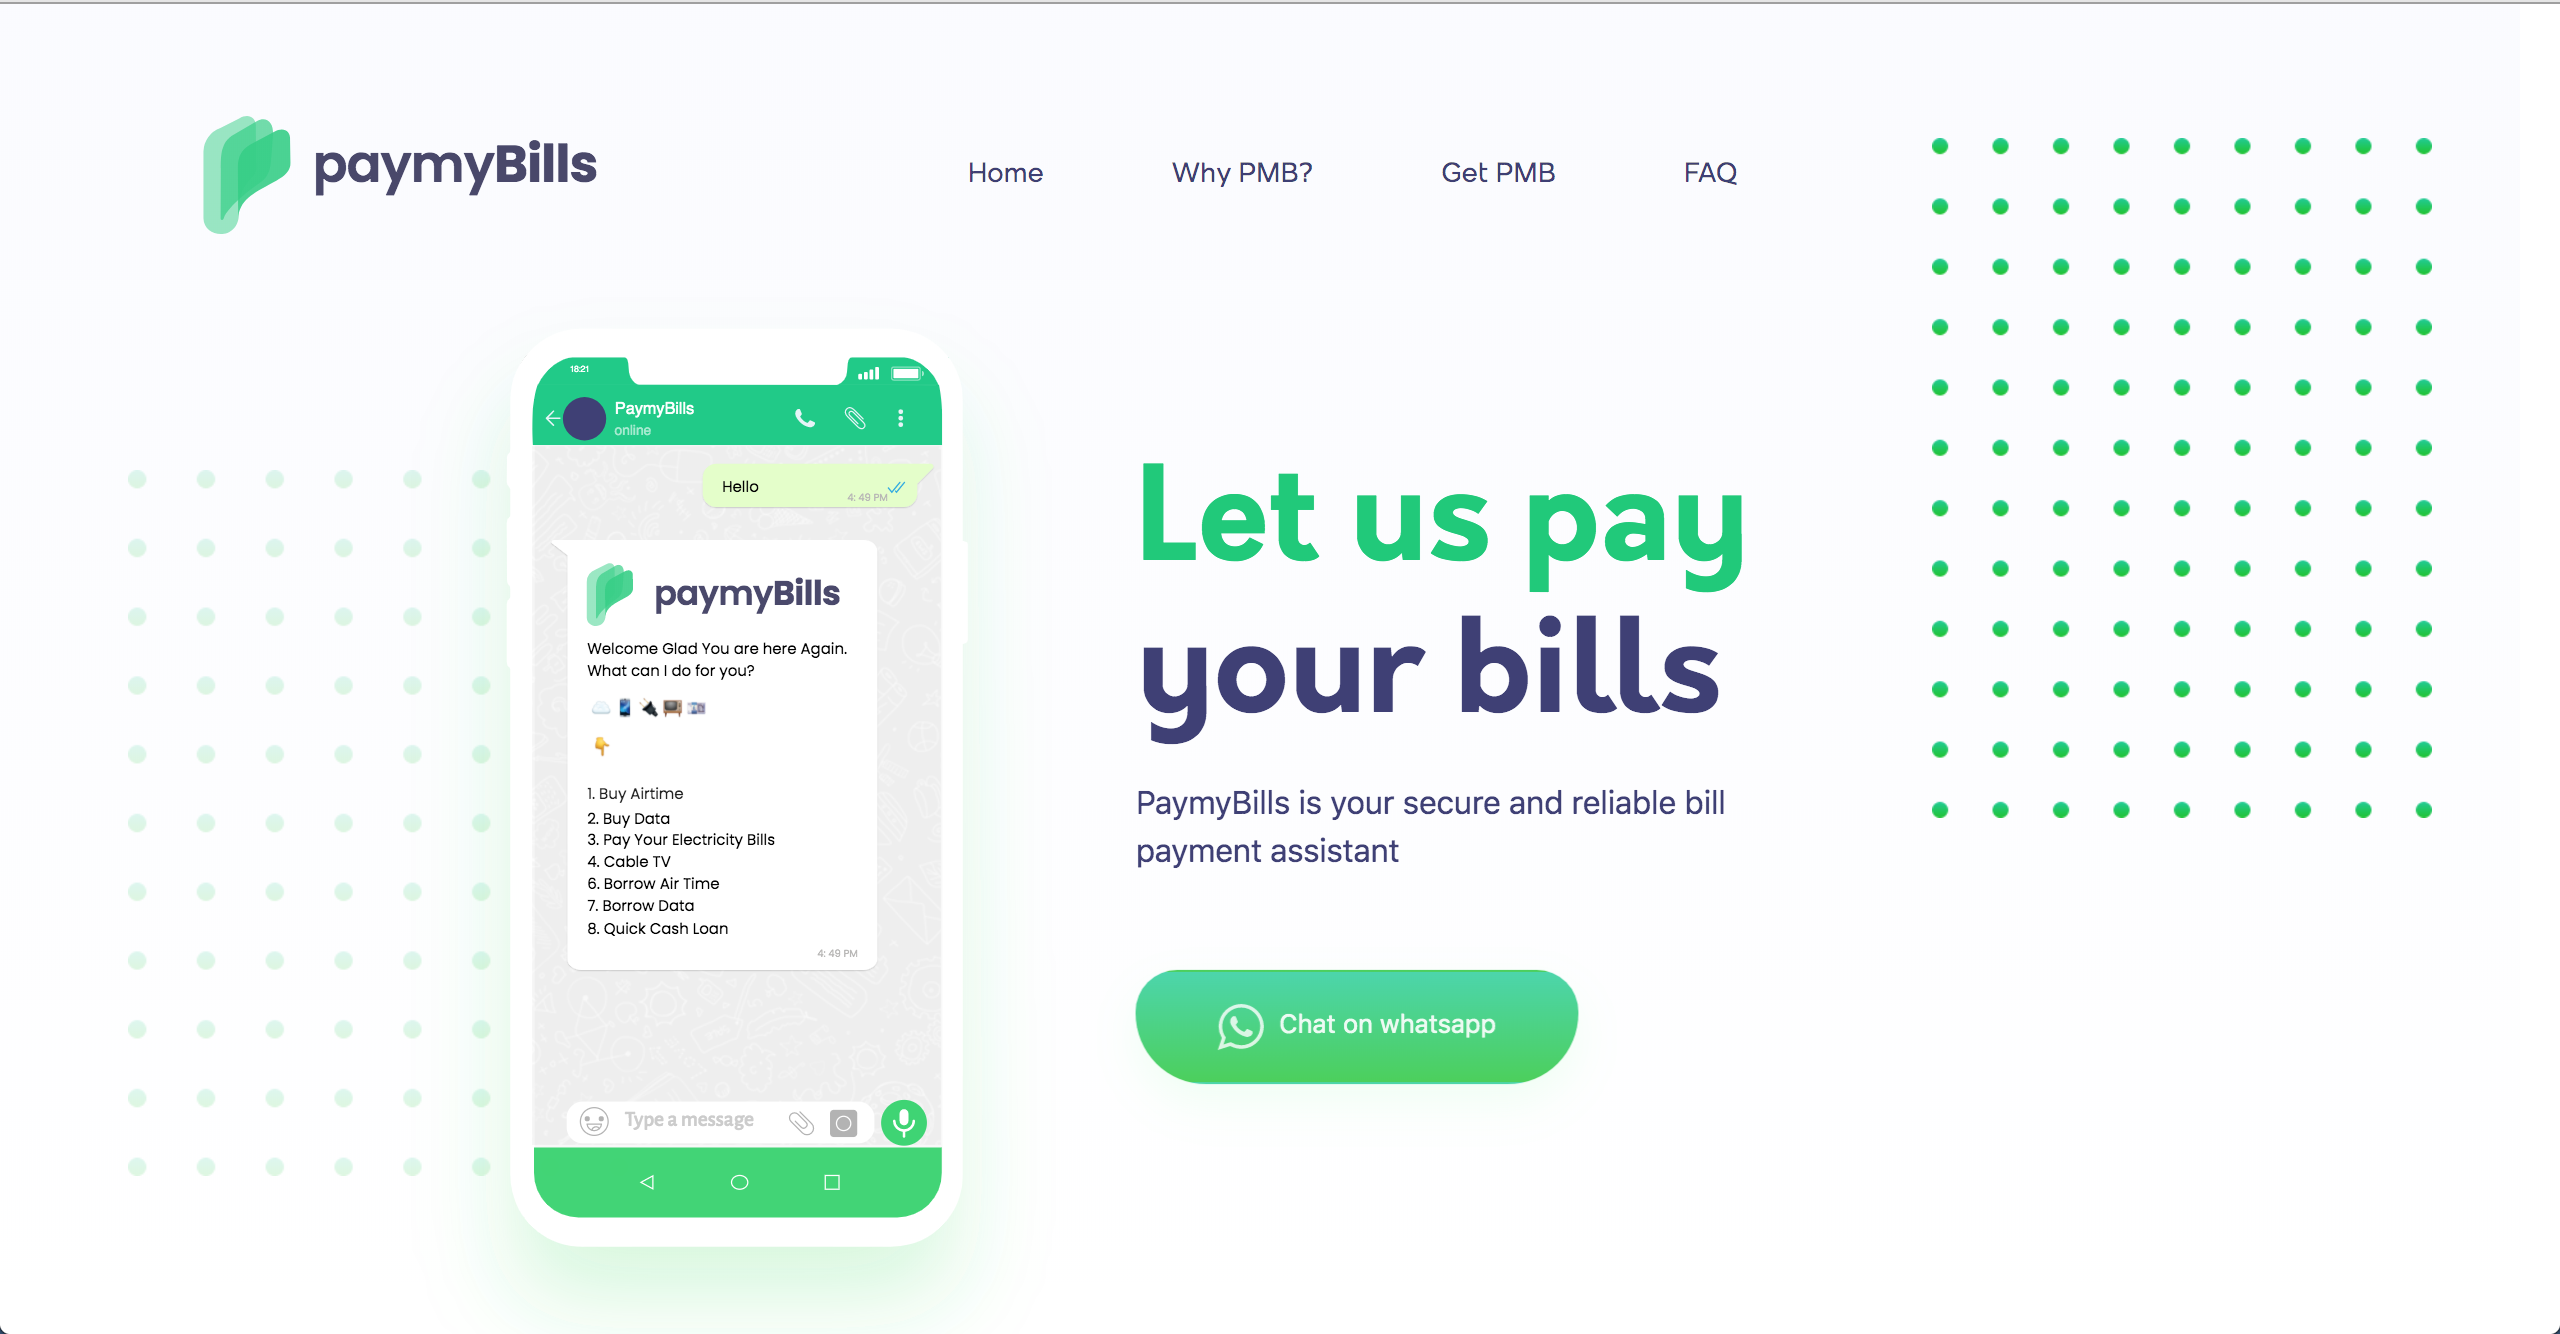 paymyBills
Home
Why PMB?
Get PMB
FAQ
18:21
PaymyBills
online
Hello
4: 49 PM
paymyBills
Welcome Glad You are here Again.
What can I do for you?
1. Buy Airtime
2. Buy Data
3. Pay Your Electricity Bills
4. Cable TV
6. Borrow Air Time
7. Borrow Data
8. Quick Cash Loan
4: 49 PM
Type a message
Let us pay
your bills
PaymyBills is your secure and reliable bill
payment assistant
Chat on whatsapp